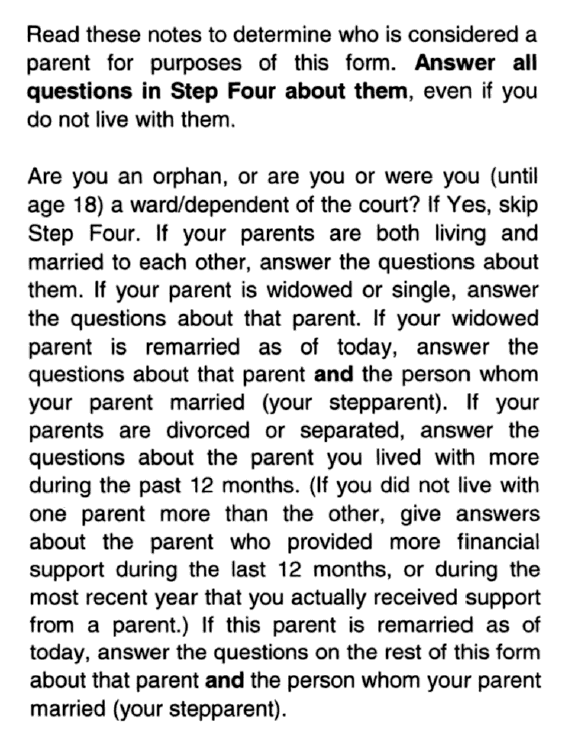 Read these notes to determine who is considered a
parent for purposes of this form. Answer all
questions in Step Four about them, even if you
do not live with them.
Are you an orphan, or are you or were you (until
age 18) a ward/dependent of the court? If Yes, skip
Step Four. If your parents are both living and
married to each other, answer the questions about
them. If your parent is widowed or single, answer
the questions about that parent. If your widowed
parent is remarried as of today, answer the
questions about that parent and the person whom
your parent married (your stepparent). If your
parents are divorced or separated, answer the
questions about the parent you lived with more
during the past 12 months. (If you did not live with
one parent more than the other, give answers
about the parent who provided more financial
support during the last 12 months, or during the
most recent year that you actually received support
from a parent.) If this parent is remarried as of
today, answer the questions on the rest of this form
about that parent and the person whom your parent
married (your stepparent).